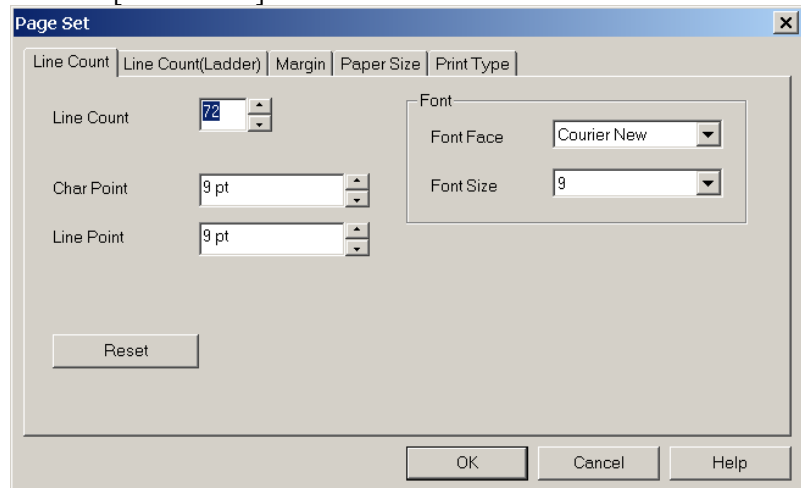 Page Set
Line Count Line Count(Ladder) Margin Paper Size Print Type
Line Count 72
Font
Font Face Courier New
Char Point 9 pt
Font Size 9
Line Point 9 pt
Reset
OK Cancel Help